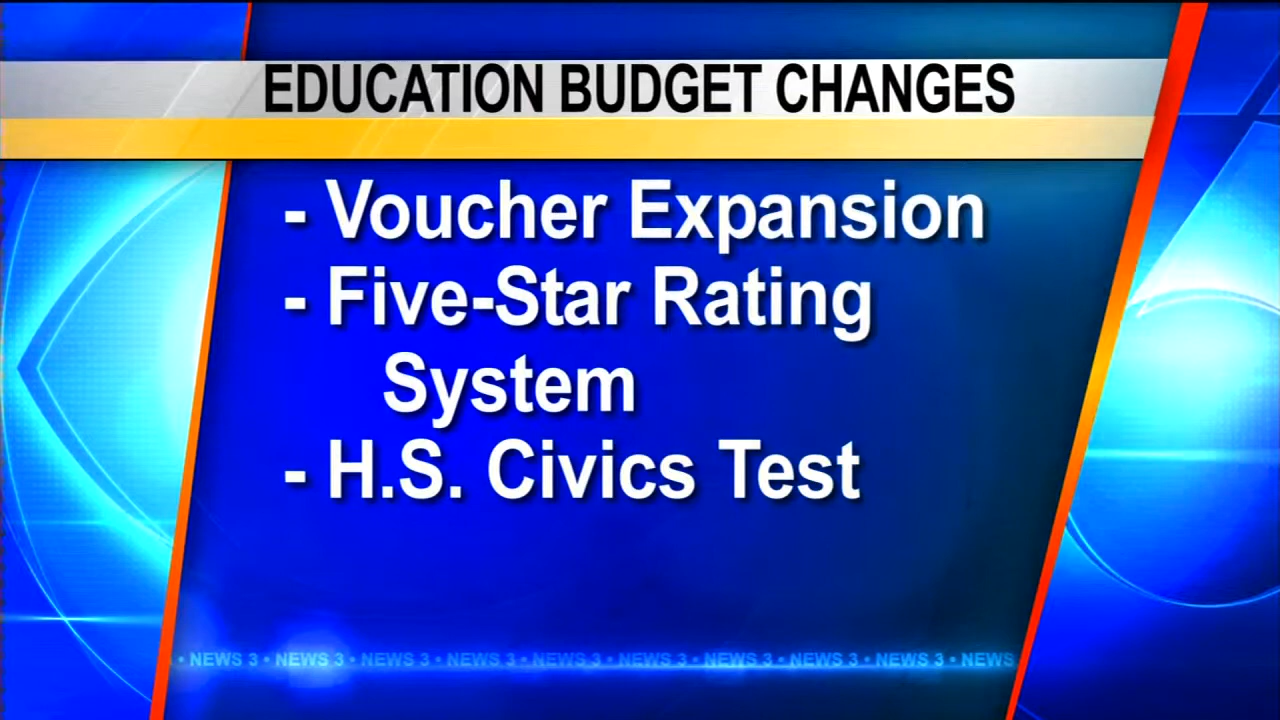 EDUCATION BUDGET CHANGES
- Voucher Expansion
- Five-Star Rating
System
- H.S. Civics Test
• NEWS 3 • NEWS 3 • NEWS 3 • NEWS 3 • NEWS 3 • NEWS 3 • NEWS 3 • NEWS 3 • NEWS 3 • NEWS